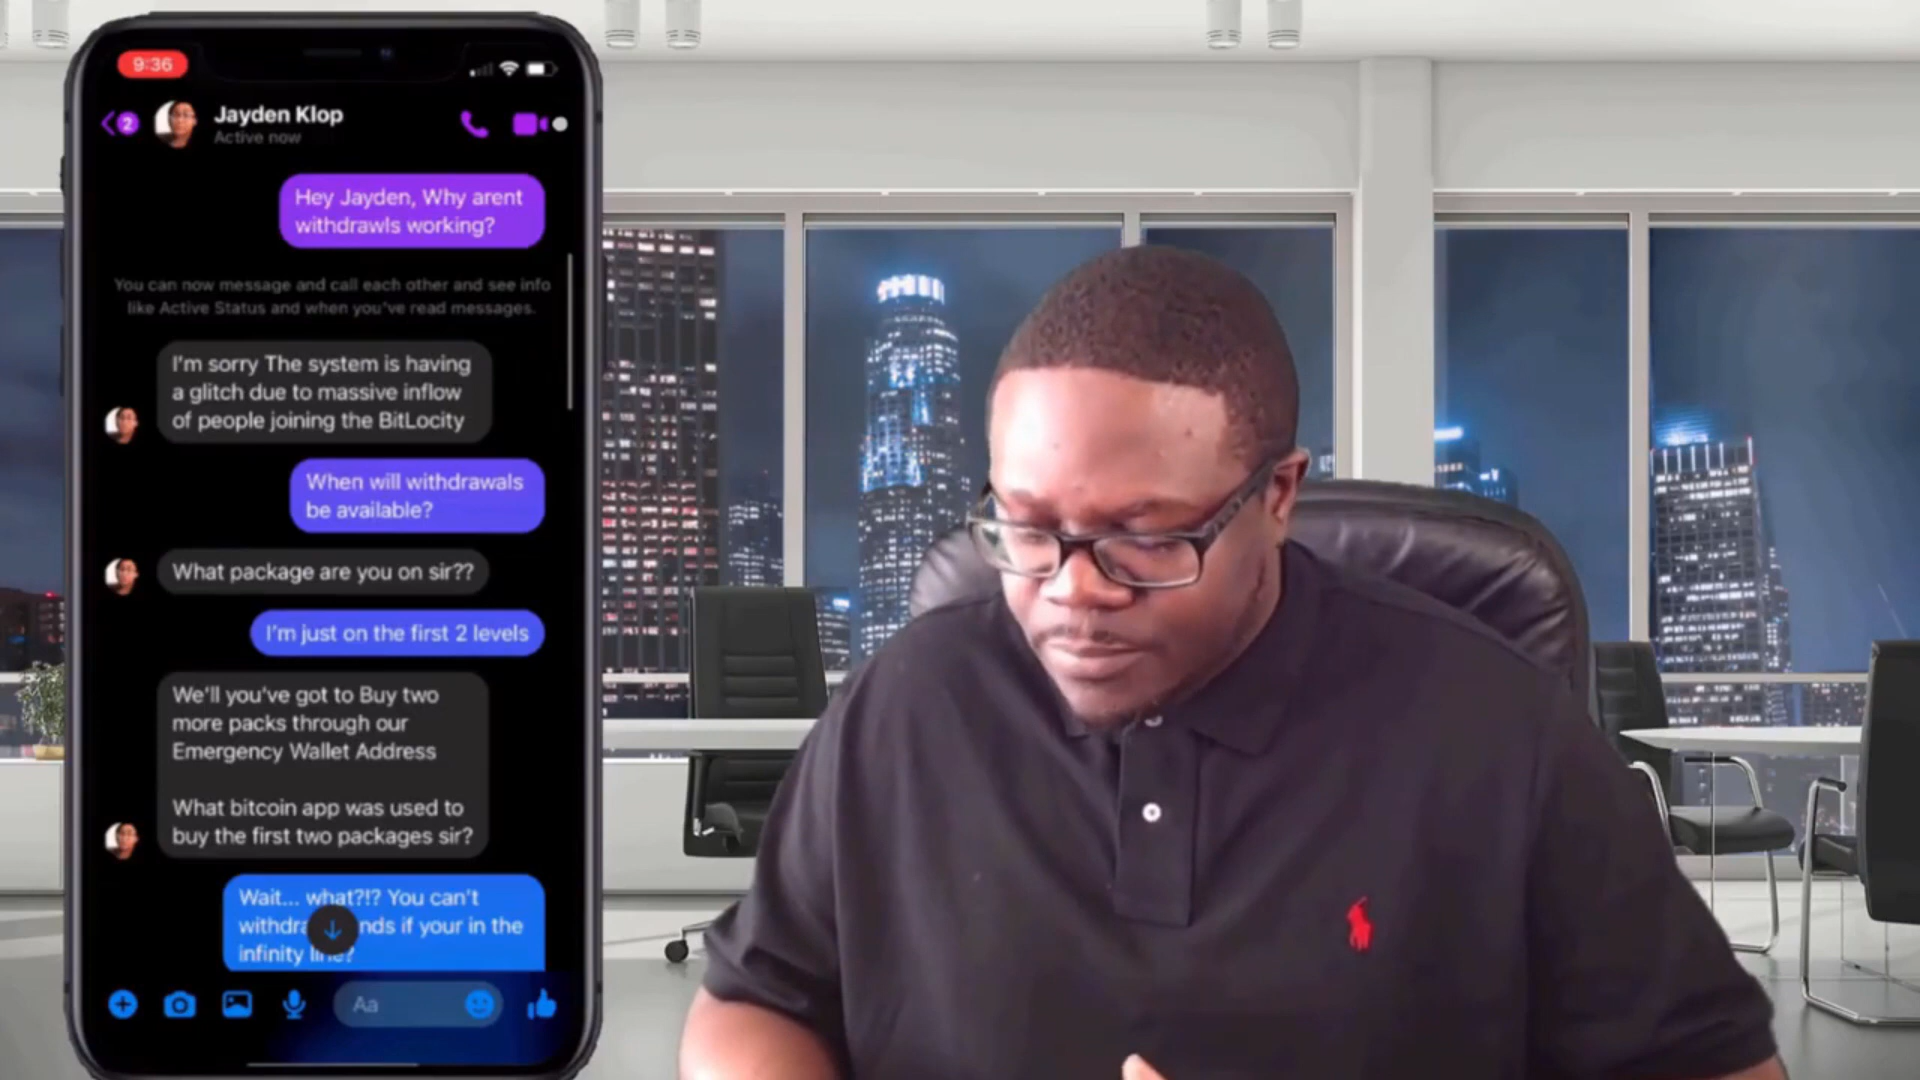 9:36
2
Jayden Klop
Active now
Hey Jayden, Why arent
withdrawls working?
You can now message and call each other and see info
like Active Status and when you've read messages.
I'm sorry The system is having
a glitch due to massive inflow
of people joining the BitLocity
When will withdrawals
be available?
What package are you on sir??
I'm just on the first 2 levels
We'll you've got to Buy two
more packs through our
Emergency Wallet Address
What bitcoin app was used to
buy the first two packages sir?
Wait... what?!? You can't
if your in the
infinity
Aa